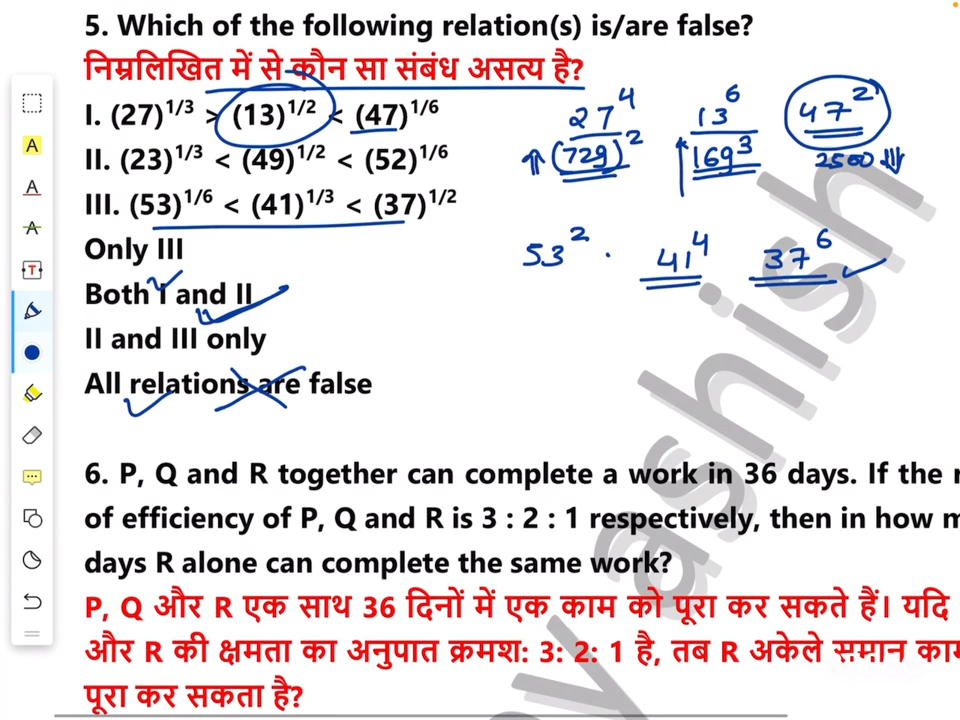 5. Which of the following relation(s) is/are false?
निम्नलिखित में से कौन सा संबंध असत्य है?
I. (27)^1/3 > (13)^1/2 < (47)^1/6
II. (23)^1/3 < (49)^1/2 < (52)^1/6
III. (53)^1/6 < (41)^1/3 < (37)^1/2
Only III
Both I and II
II and III only
All relations are false
27^4 13^6 47^2
(729)^2 169^3 2500
53^2 . 41^4 37^6
6. P, Q and R together can complete a work in 36 days. If the
of efficiency of P, Q and R is 3 : 2 : 1 respectively, then in how
days R alone can complete the same work?
P, Q और R एक साथ 36 दिनों में एक काम को पूरा कर सकते हैं। यदि
और R की क्षमता का अनुपात क्रमश: 3: 2: 1 है, तब R अकेले समान
पूरा कर सकता है?
by ashish